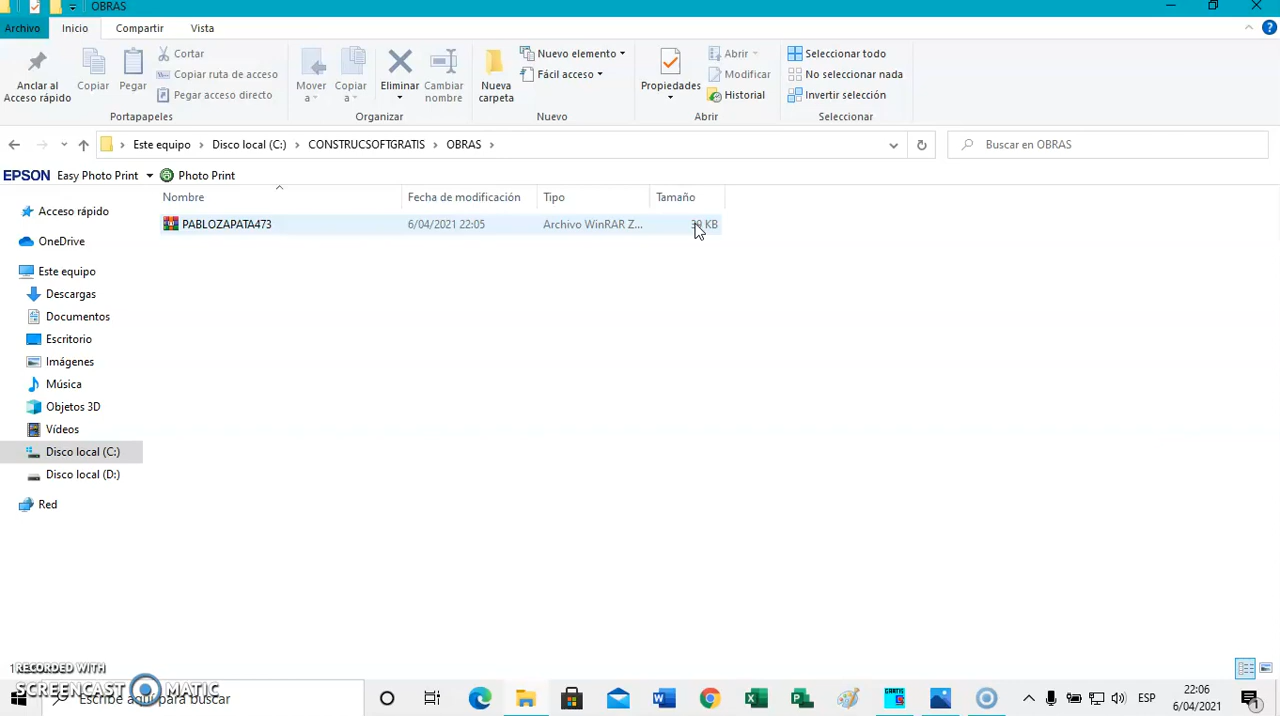 OBRAS
Archivo Inicio Compartir Vista
Anclar al Acceso rápido
Copiar
Pegar
Cortar
Copiar ruta de acceso
Pegar acceso directo
Portapapeles
Mover a
Copiar a
Eliminar
Cambiar nombre
Organizar
Nueva carpeta
Nuevo elemento
Fácil acceso
Nuevo
Propiedades
Abrir
Modificar
Historial
Abrir
Seleccionar todo
No seleccionar nada
Invertir selección
Seleccionar
Este equipo > Disco local (C:) > CONSTRUCSOFTGRATIS > OBRAS >
Buscar en OBRAS
EPSON Easy Photo Print Photo Print
Nombre Fecha de modificación Tipo Tamaño
PABLOZAPATA473 6/04/2021 22:05 Archivo WinRAR Z... KB
Acceso rápido
OneDrive
Este equipo
Descargas
Documentos
Escritorio
Imágenes
Música
Objetos 3D
Vídeos
Disco local (C:)
Disco local (D:)
Red
RECORDED WITH
SCREENCAST MATIC
Escribe aquí para buscar
GRATIS
ESP
22:06
6/04/2021
1